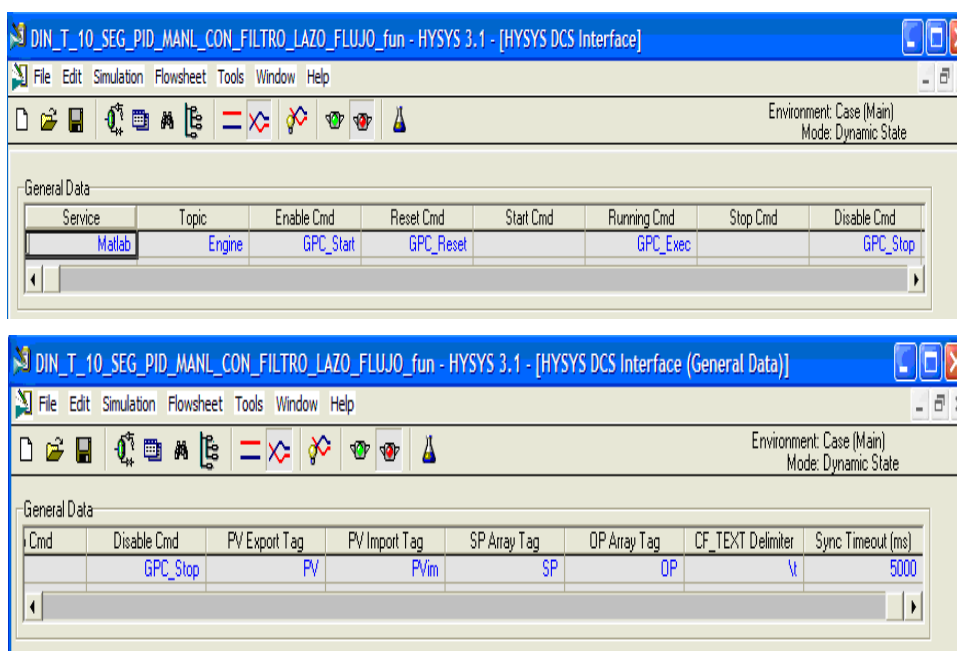 DIN_T_10_SEG_PID_MANL_CON_FILTRO_LAZO_FLUJO_fun - HYSYS 3.1 - [HYSYS DCS Interface]
File Edit Simulation Flowsheet Tools Window Help
Environment: Case (Main)
Mode: Dynamic State
General Data
Service Topic Enable Cmd Reset Cmd Start Cmd Running Cmd Stop Cmd Disable Cmd
Matlab Engine GPC_Start GPC_Reset GPC_Exec GPC_Stop
DIN_T_10_SEG_PID_MANL_CON_FILTRO_LAZO_FLUJO_fun - HYSYS 3.1 - [HYSYS DCS Interface (General Data)]
File Edit Simulation Flowsheet Tools Window Help
Environment: Case (Main)
Mode: Dynamic State
General Data
Cmd Disable Cmd PV Export Tag PV Import Tag SP Array Tag OP Array Tag CF_TEXT Delimiter Sync Timeout (ms)
GPC_Stop PV PVim SP OP \t 5000